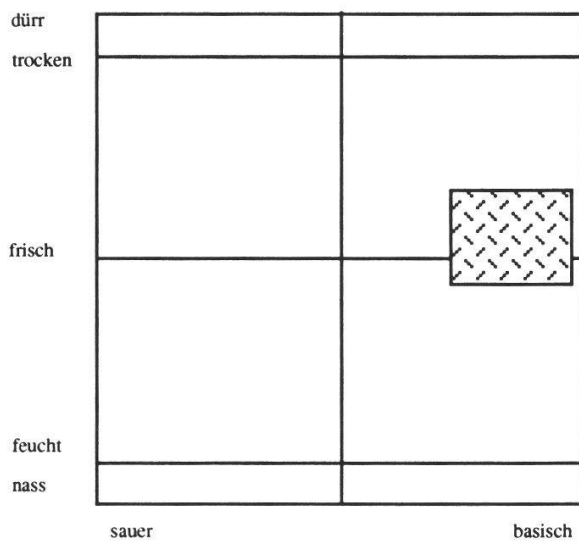 dürr
trocken
frisch
feucht
nass
sauer basisch